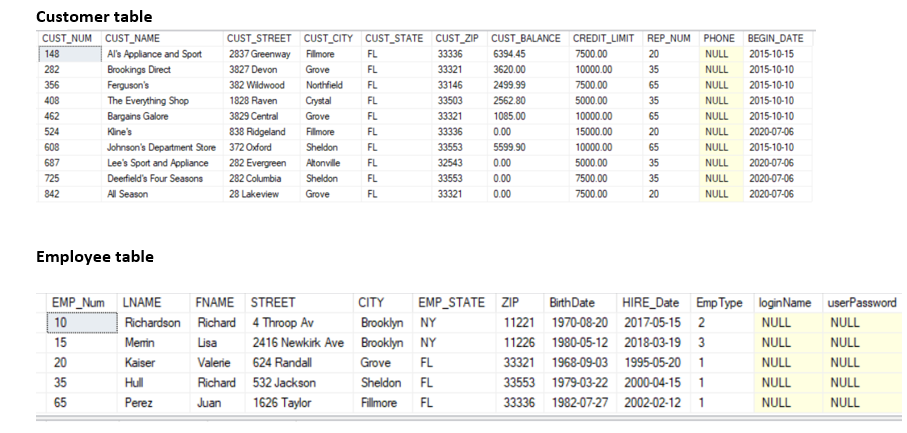 Customer table
CUST_NUM CUST_NAME CUST_STREET CUST_CITY CUST_STATE CUST_ZIP CUST_BALANCE CREDIT_LIMIT REP_NUM PHONE BEGIN_DATE
148 Al's Appliance and Sport 2837 Greenway Fillmore FL 33336 6394.45 7500.00 20 NULL 2015-10-15
282 Brookings Direct 3827 Devon Grove FL 33321 3620.00 10000.00 35 NULL 2015-10-10
356 Ferguson's 382 Wildwood Northfield FL 33146 2499.99 7500.00 65 NULL 2015-10-10
408 The Everything Shop 1828 Raven Crystal FL 33503 2562.80 5000.00 35 NULL 2015-10-10
462 Bargains Galore 3829 Central Grove FL 33321 1085.00 10000.00 65 NULL 2015-10-10
524 Kline's 838 Ridgeland Fillmore FL 33336 0.00 15000.00 20 NULL 2020-07-06
608 Johnson's Department Store 372 Oxford Sheldon FL 33553 5599.90 10000.00 65 NULL 2015-10-10
687 Lee's Sport and Appliance 282 Evergreen Altonville FL 32543 0.00 5000.00 35 NULL 2020-07-06
725 Deerfield's Four Seasons 282 Columbia Sheldon FL 33553 0.00 7500.00 35 NULL 2020-07-06
842 All Season 28 Lakeview Grove FL 33321 0.00 7500.00 20 NULL 2020-07-06
Employee table
EMP_Num LNAME FNAME STREET CITY EMP_STATE ZIP BirthDate HIRE_Date EmpType loginName userPassword
10 Richardson Richard 4 Throop Av Brooklyn NY 11221 1970-08-20 2017-05-15 2 NULL NULL
15 Merrin Lisa 2416 Newkirk Ave Brooklyn NY 11226 1980-05-12 2018-03-19 3 NULL NULL
20 Kaiser Valerie 624 Randall Grove FL 33321 1968-09-03 1995-05-20 1 NULL NULL
35 Hull Richard 532 Jackson Sheldon FL 33553 1979-03-22 2000-04-15 1 NULL NULL
65 Perez Juan 1626 Taylor Fillmore FL 33336 1982-07-27 2002-02-12 1 NULL NULL